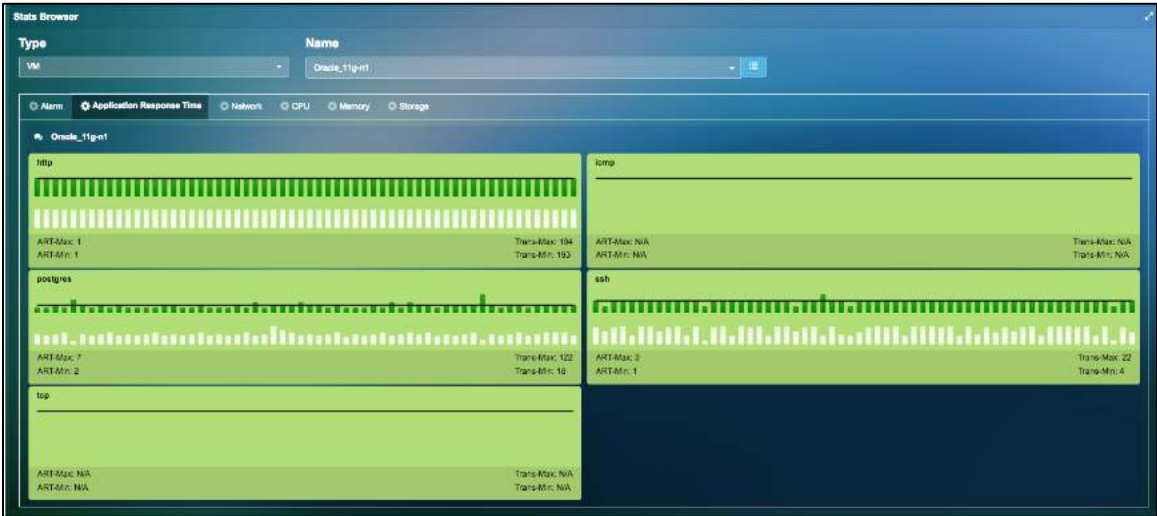 Stats Browser
Type Name
VM Oracle_11g-n1
Alarm Application Response Time Network CPU Memory Storage
Oracle_11g-n1
http icmp
ART-Max: 1 Trans-Max: 194 ART-Max: N/A Trans-Max: N/A
ART-Min: 1 Trans-Min: 193 ART-Min: N/A Trans-Min: N/A
postgres ssh
ART-Max: 7 Trans-Max: 122 ART-Max: 3 Trans-Max: 22
ART-Min: 2 Trans-Min: 18 ART-Min: 1 Trans-Min: 4
tcp
ART-Max: N/A Trans-Max: N/A
ART-Min: N/A Trans-Min: N/A